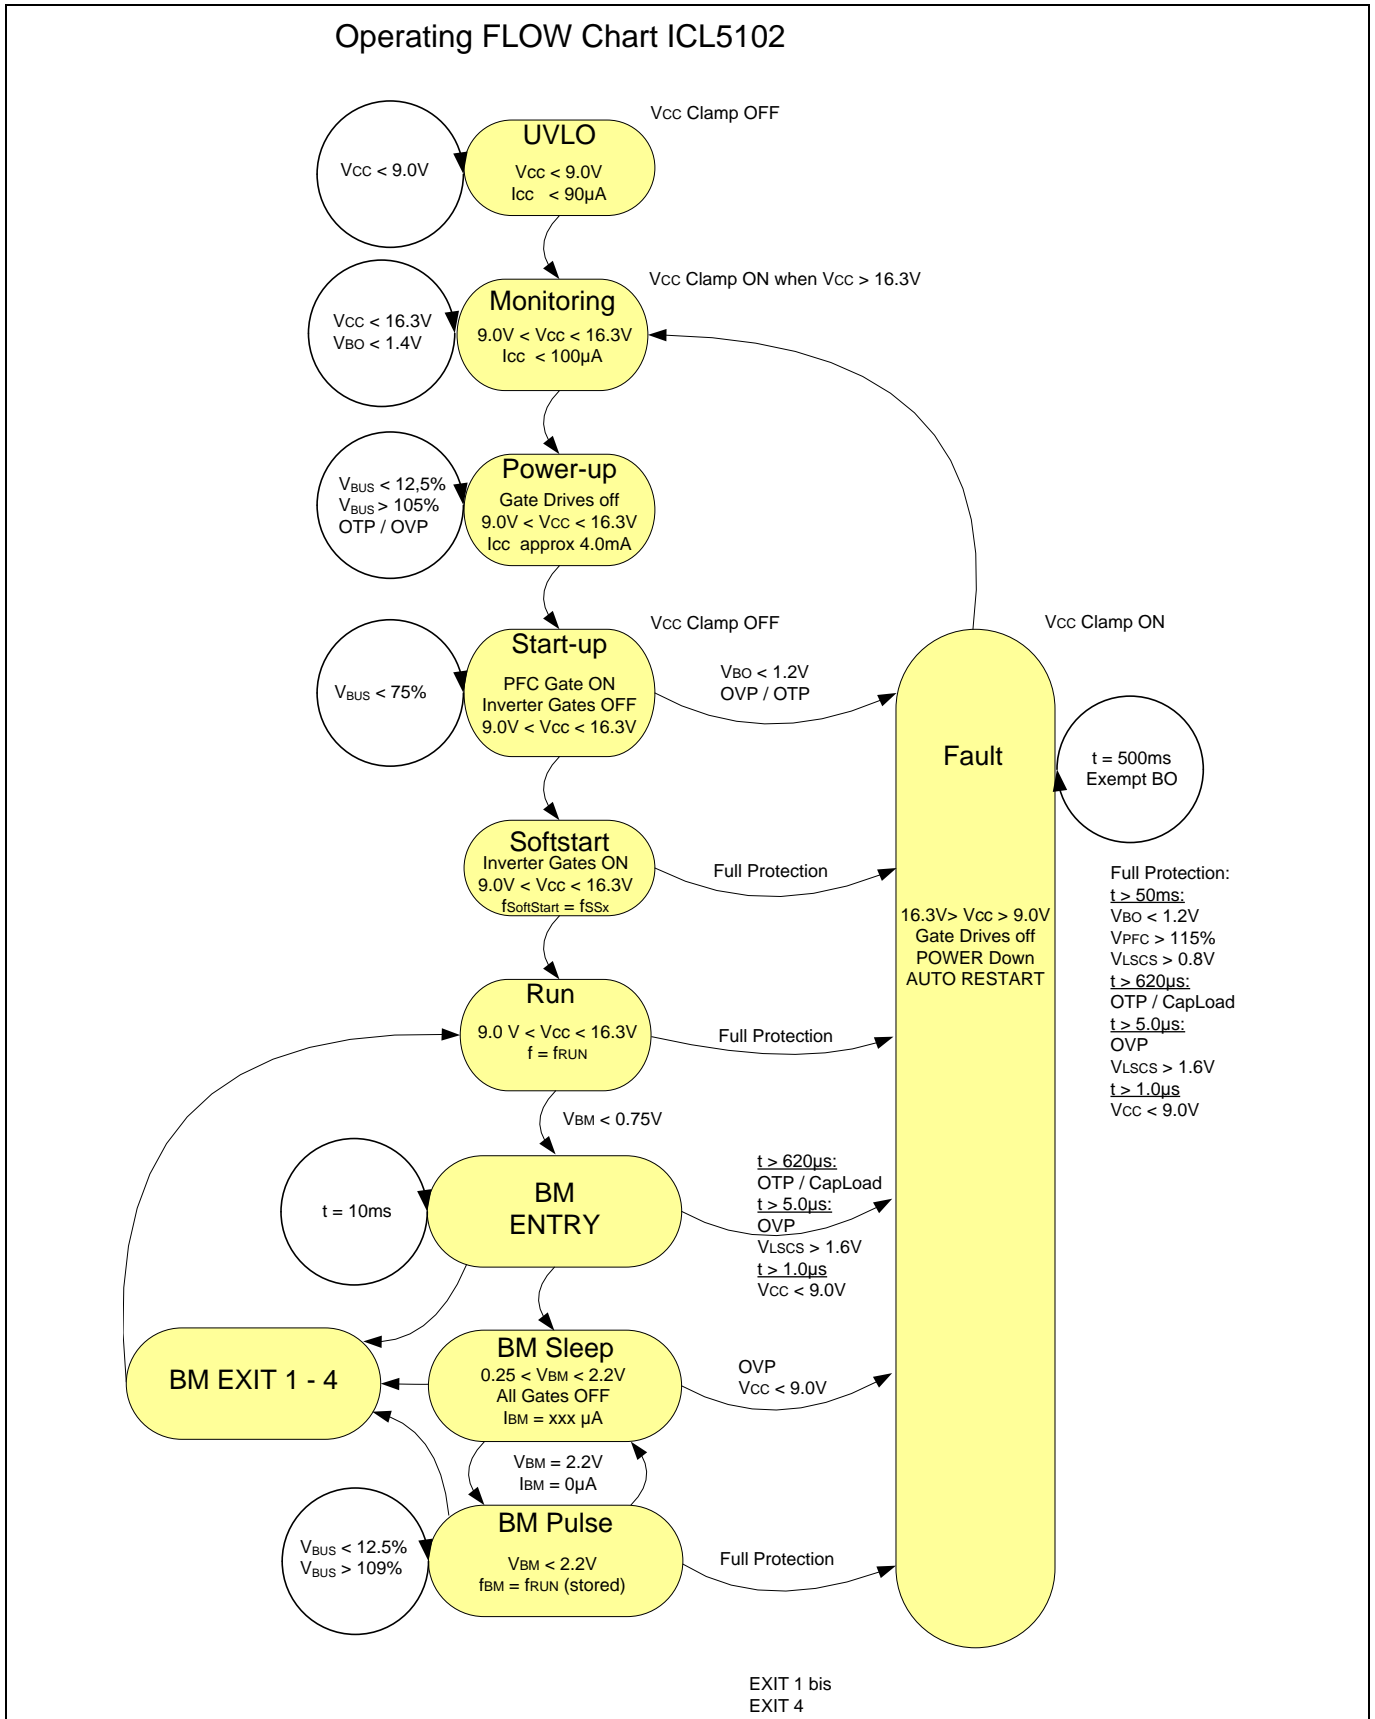 Operating FLOW Chart ICL5102
Vcc Clamp OFF
UVLO
Vcc < 9.0V
Vcc < 9.0V
Icc < 90µA
Vcc Clamp ON when Vcc > 16.3V
Monitoring
Vcc < 16.3V
VBO < 1.4V
9.0V < Vcc < 16.3V
Icc < 100µA
Power-up
VBUS < 12,5%
VBUS > 105%
OTP / OVP
Gate Drives off
9.0V < Vcc < 16.3V
Icc approx 4.0mA
Vcc Clamp OFF
Vcc Clamp ON
Start-up
VBUS < 75%
PFC Gate ON
Inverter Gates OFF
9.0V < Vcc < 16.3V
VBO < 1.2V
OVP / OTP
Fault
t = 500ms
Exempt BO
Softstart
Inverter Gates ON
9.0V < Vcc < 16.3V
fSoftStart = fSSx
Full Protection
16.3V> Vcc > 9.0V
Gate Drives off
POWER Down
AUTO RESTART
Full Protection:
t > 50ms:
VBO < 1.2V
VPFC > 115%
VLSCS > 0.8V
t > 620µs:
OTP / CapLoad
t > 5.0µs:
OVP
VLSCS > 1.6V
t > 1.0µs
Vcc < 9.0V
Run
9.0 V < Vcc < 16.3V
f = fRUN
Full Protection
VBM < 0.75V
t = 10ms
BM
ENTRY
t > 620µs:
OTP / CapLoad
t > 5.0µs:
OVP
VLSCS > 1.6V
t > 1.0µs
Vcc < 9.0V
BM EXIT 1 - 4
BM Sleep
0.25 < VBM < 2.2V
All Gates OFF
IBM = xxx µA
OVP
Vcc < 9.0V
VBM = 2.2V
IBM = 0µA
BM Pulse
VBUS < 12.5%
VBUS > 109%
VBM < 2.2V
fBM = fRUN (stored)
Full Protection
EXIT 1 bis
EXIT 4